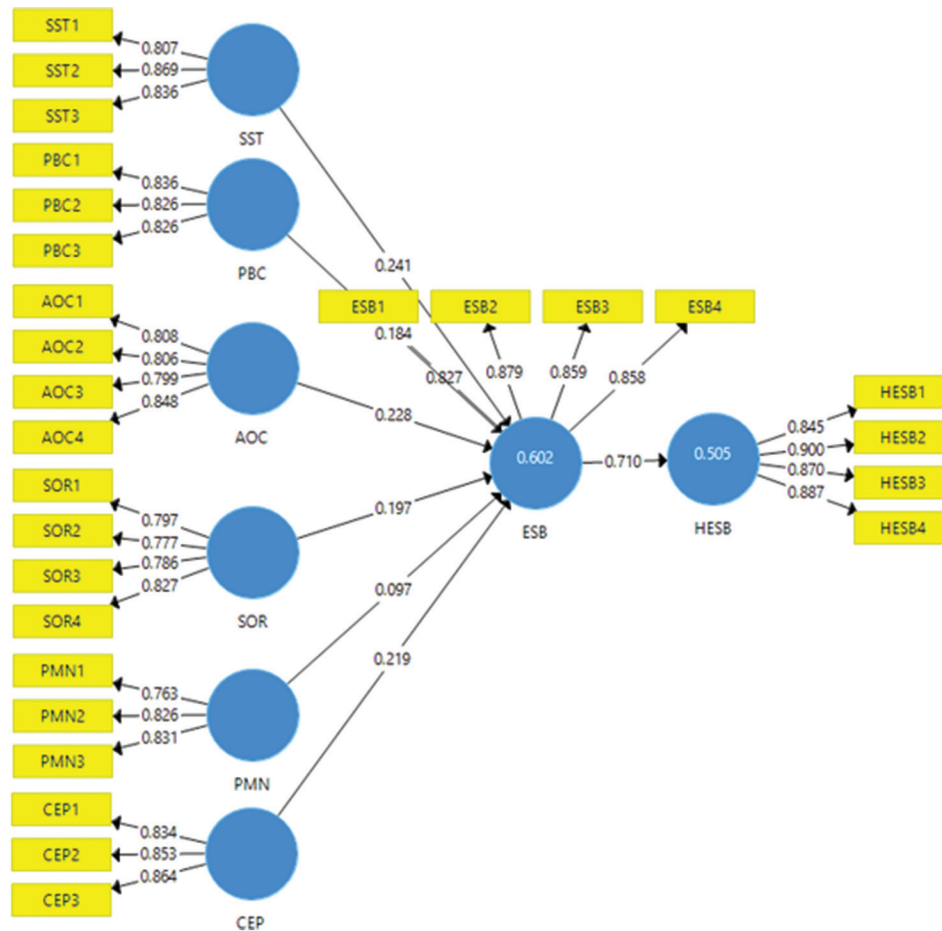 SST1
SST2
SST3
0.807
0.869
0.836
SST
PBC1
PBC2
PBC3
0.836
0.826
0.826
PBC
AOC1
AOC2
AOC3
AOC4
0.808
0.806
0.799
0.848
AOC
SOR1
SOR2
SOR3
SOR4
0.797
0.777
0.786
0.827
SOR
PMN1
PMN2
PMN3
0.763
0.826
0.831
PMN
CEP1
CEP2
CEP3
0.834
0.853
0.864
CEP
0.241
0.184
0.228
0.197
0.097
0.219
ESB1
ESB2
ESB3
ESB4
0.827
0.879
0.859
0.858
0.602
ESB
0.710
0.505
HESB
0.845
0.900
0.870
0.887
HESB1
HESB2
HESB3
HESB4